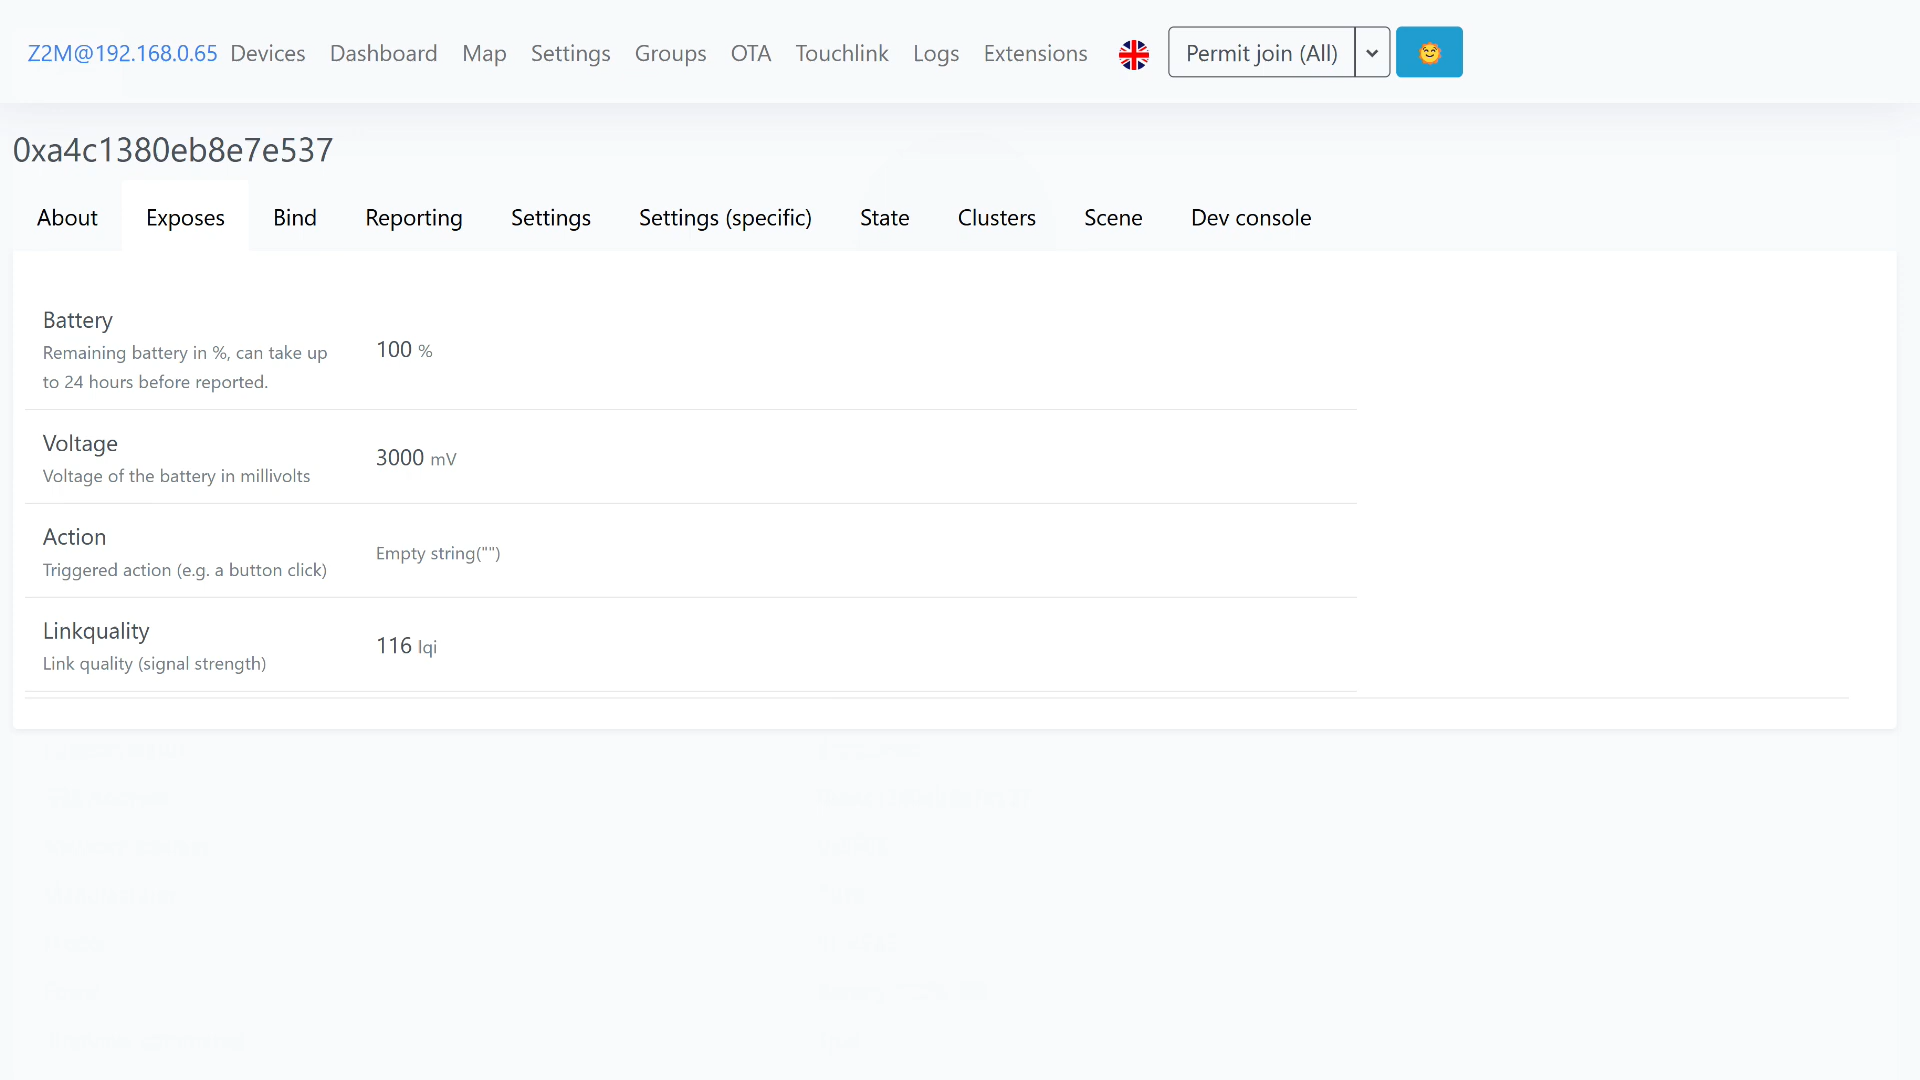 Z2M@192.168.0.65 Devices Dashboard Map Settings Groups OTA Touchlink Logs Extensions Permit join (All)
0xa4c1380eb8e7e537
About Exposes Bind Reporting Settings Settings (specific) State Clusters Scene Dev console
Battery
Remaining battery in %, can take up
to 24 hours before reported.
100 %
Voltage
Voltage of the battery in millivolts
3000 mV
Action
Triggered action (e.g. a button click)
Empty string("")
Linkquality
Link quality (signal strength)
116 lqi